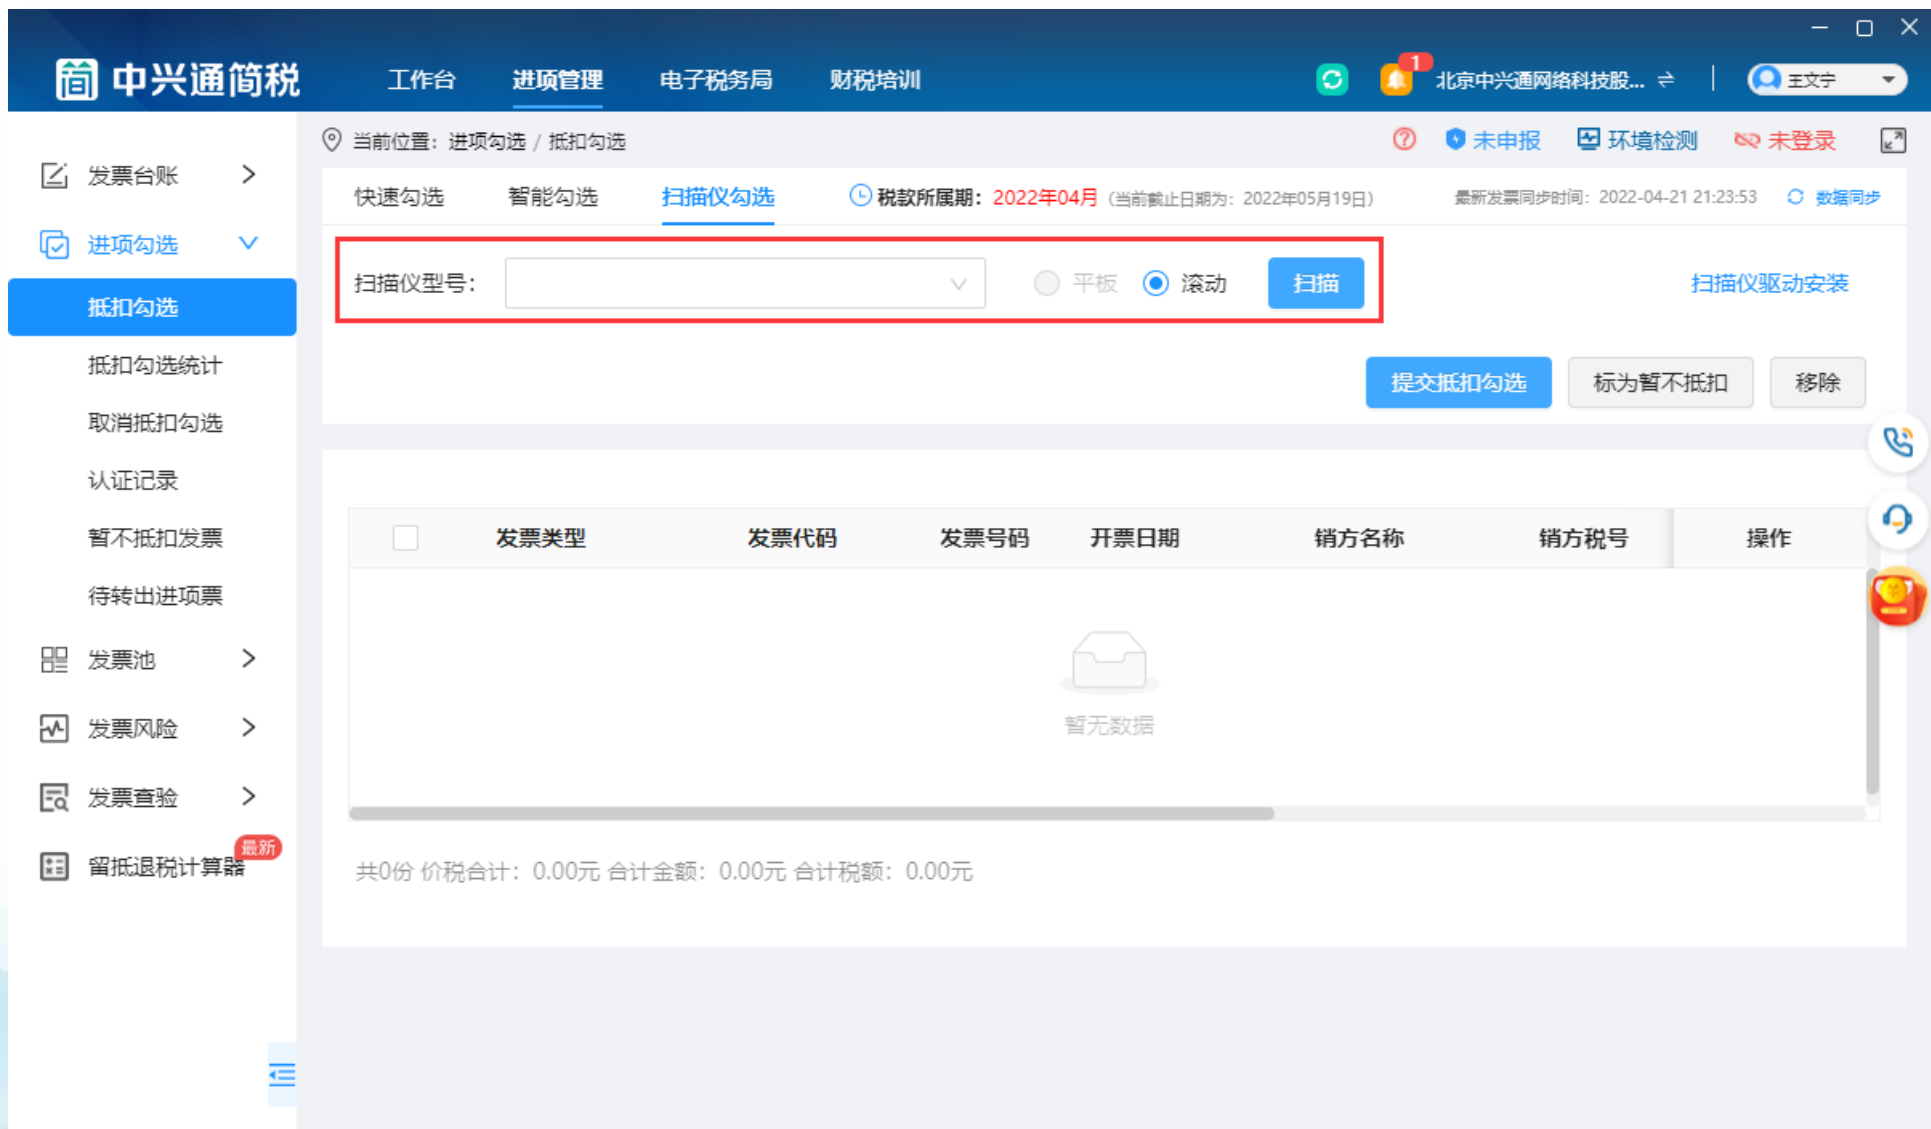 简 中兴通简税 工作台 进项管理 电子税务局 财税培训 1 北京中兴通网络科技股... 王文宁
当前位置：进项勾选 / 抵扣勾选 未申报 环境检测 未登录
发票台账
进项勾选
抵扣勾选
抵扣勾选统计
取消抵扣勾选
认证记录
暂不抵扣发票
待转出进项票
发票池
发票风险
发票查验
最新
留抵退税计算器
快速勾选 智能勾选 扫描仪勾选 税款所属期：2022年04月（当前截止日期为：2022年05月19日） 最新发票同步时间：2022-04-21 21:23:53 数据同步
扫描仪型号： 平板 滚动 扫描 扫描仪驱动安装
提交抵扣勾选 标为暂不抵扣 移除
发票类型 发票代码 发票号码 开票日期 销方名称 销方税号 操作
暂无数据
共0份 价税合计：0.00元 合计金额：0.00元 合计税额：0.00元